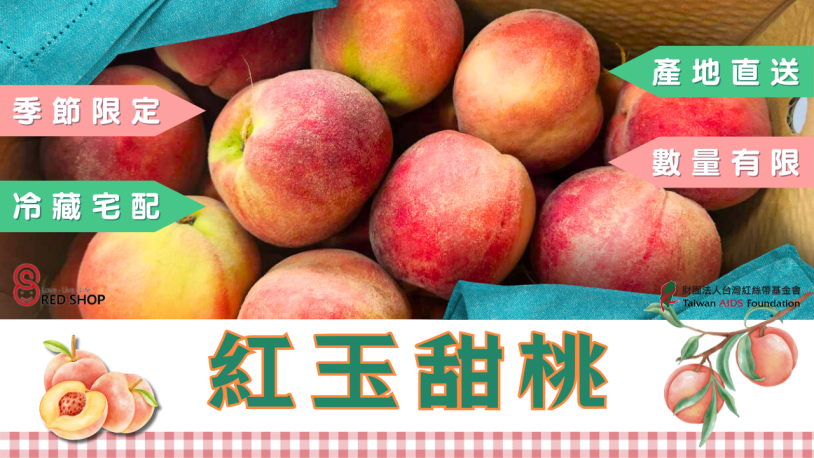 季節限定
冷藏宅配
產地直送
數量有限
RED SHOP
財團法人台灣紅絲帶基金會
Taiwan AIDS Foundation
紅玉甜桃